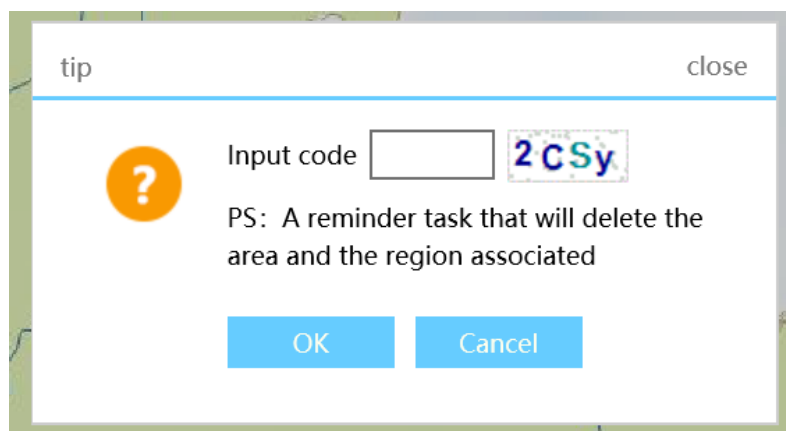 tip close
Input code 2CSy
PS: A reminder task that will delete the
area and the region associated
OK Cancel